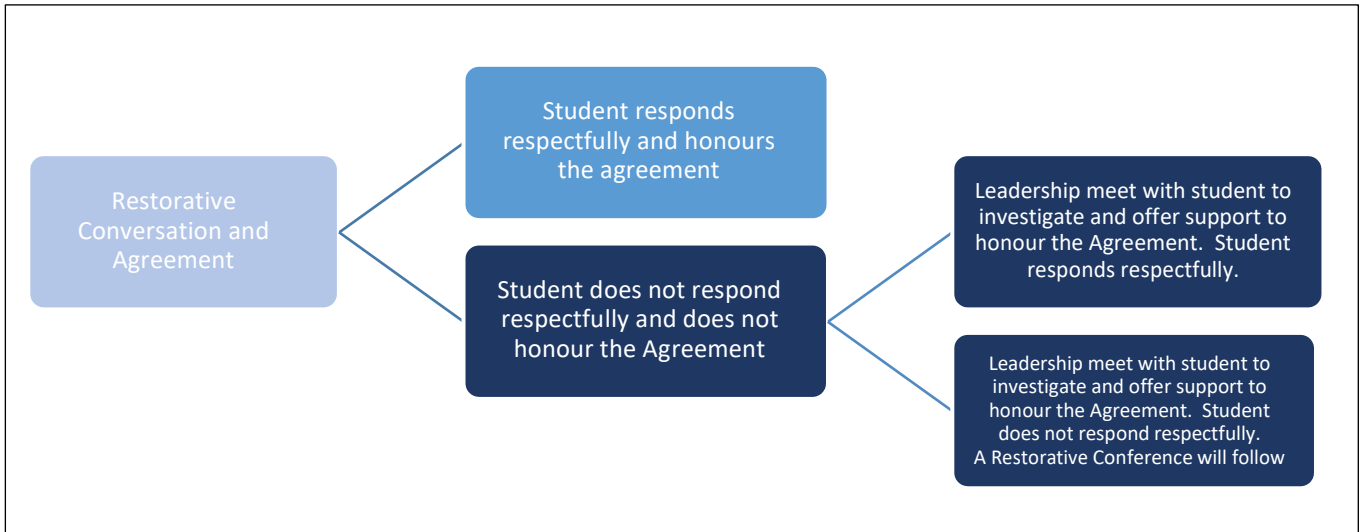 Restorative
Conversation and
Agreement
Student responds
respectfully and honours
the agreement
Student does not respond
respectfully and does not
honour the Agreement
Leadership meet with student to
investigate and offer support to
honour the Agreement.  Student
responds respectfully.
Leadership meet with student to
investigate and offer support to
honour the Agreement.  Student
does not respond respectfully.
A Restorative Conference will follow